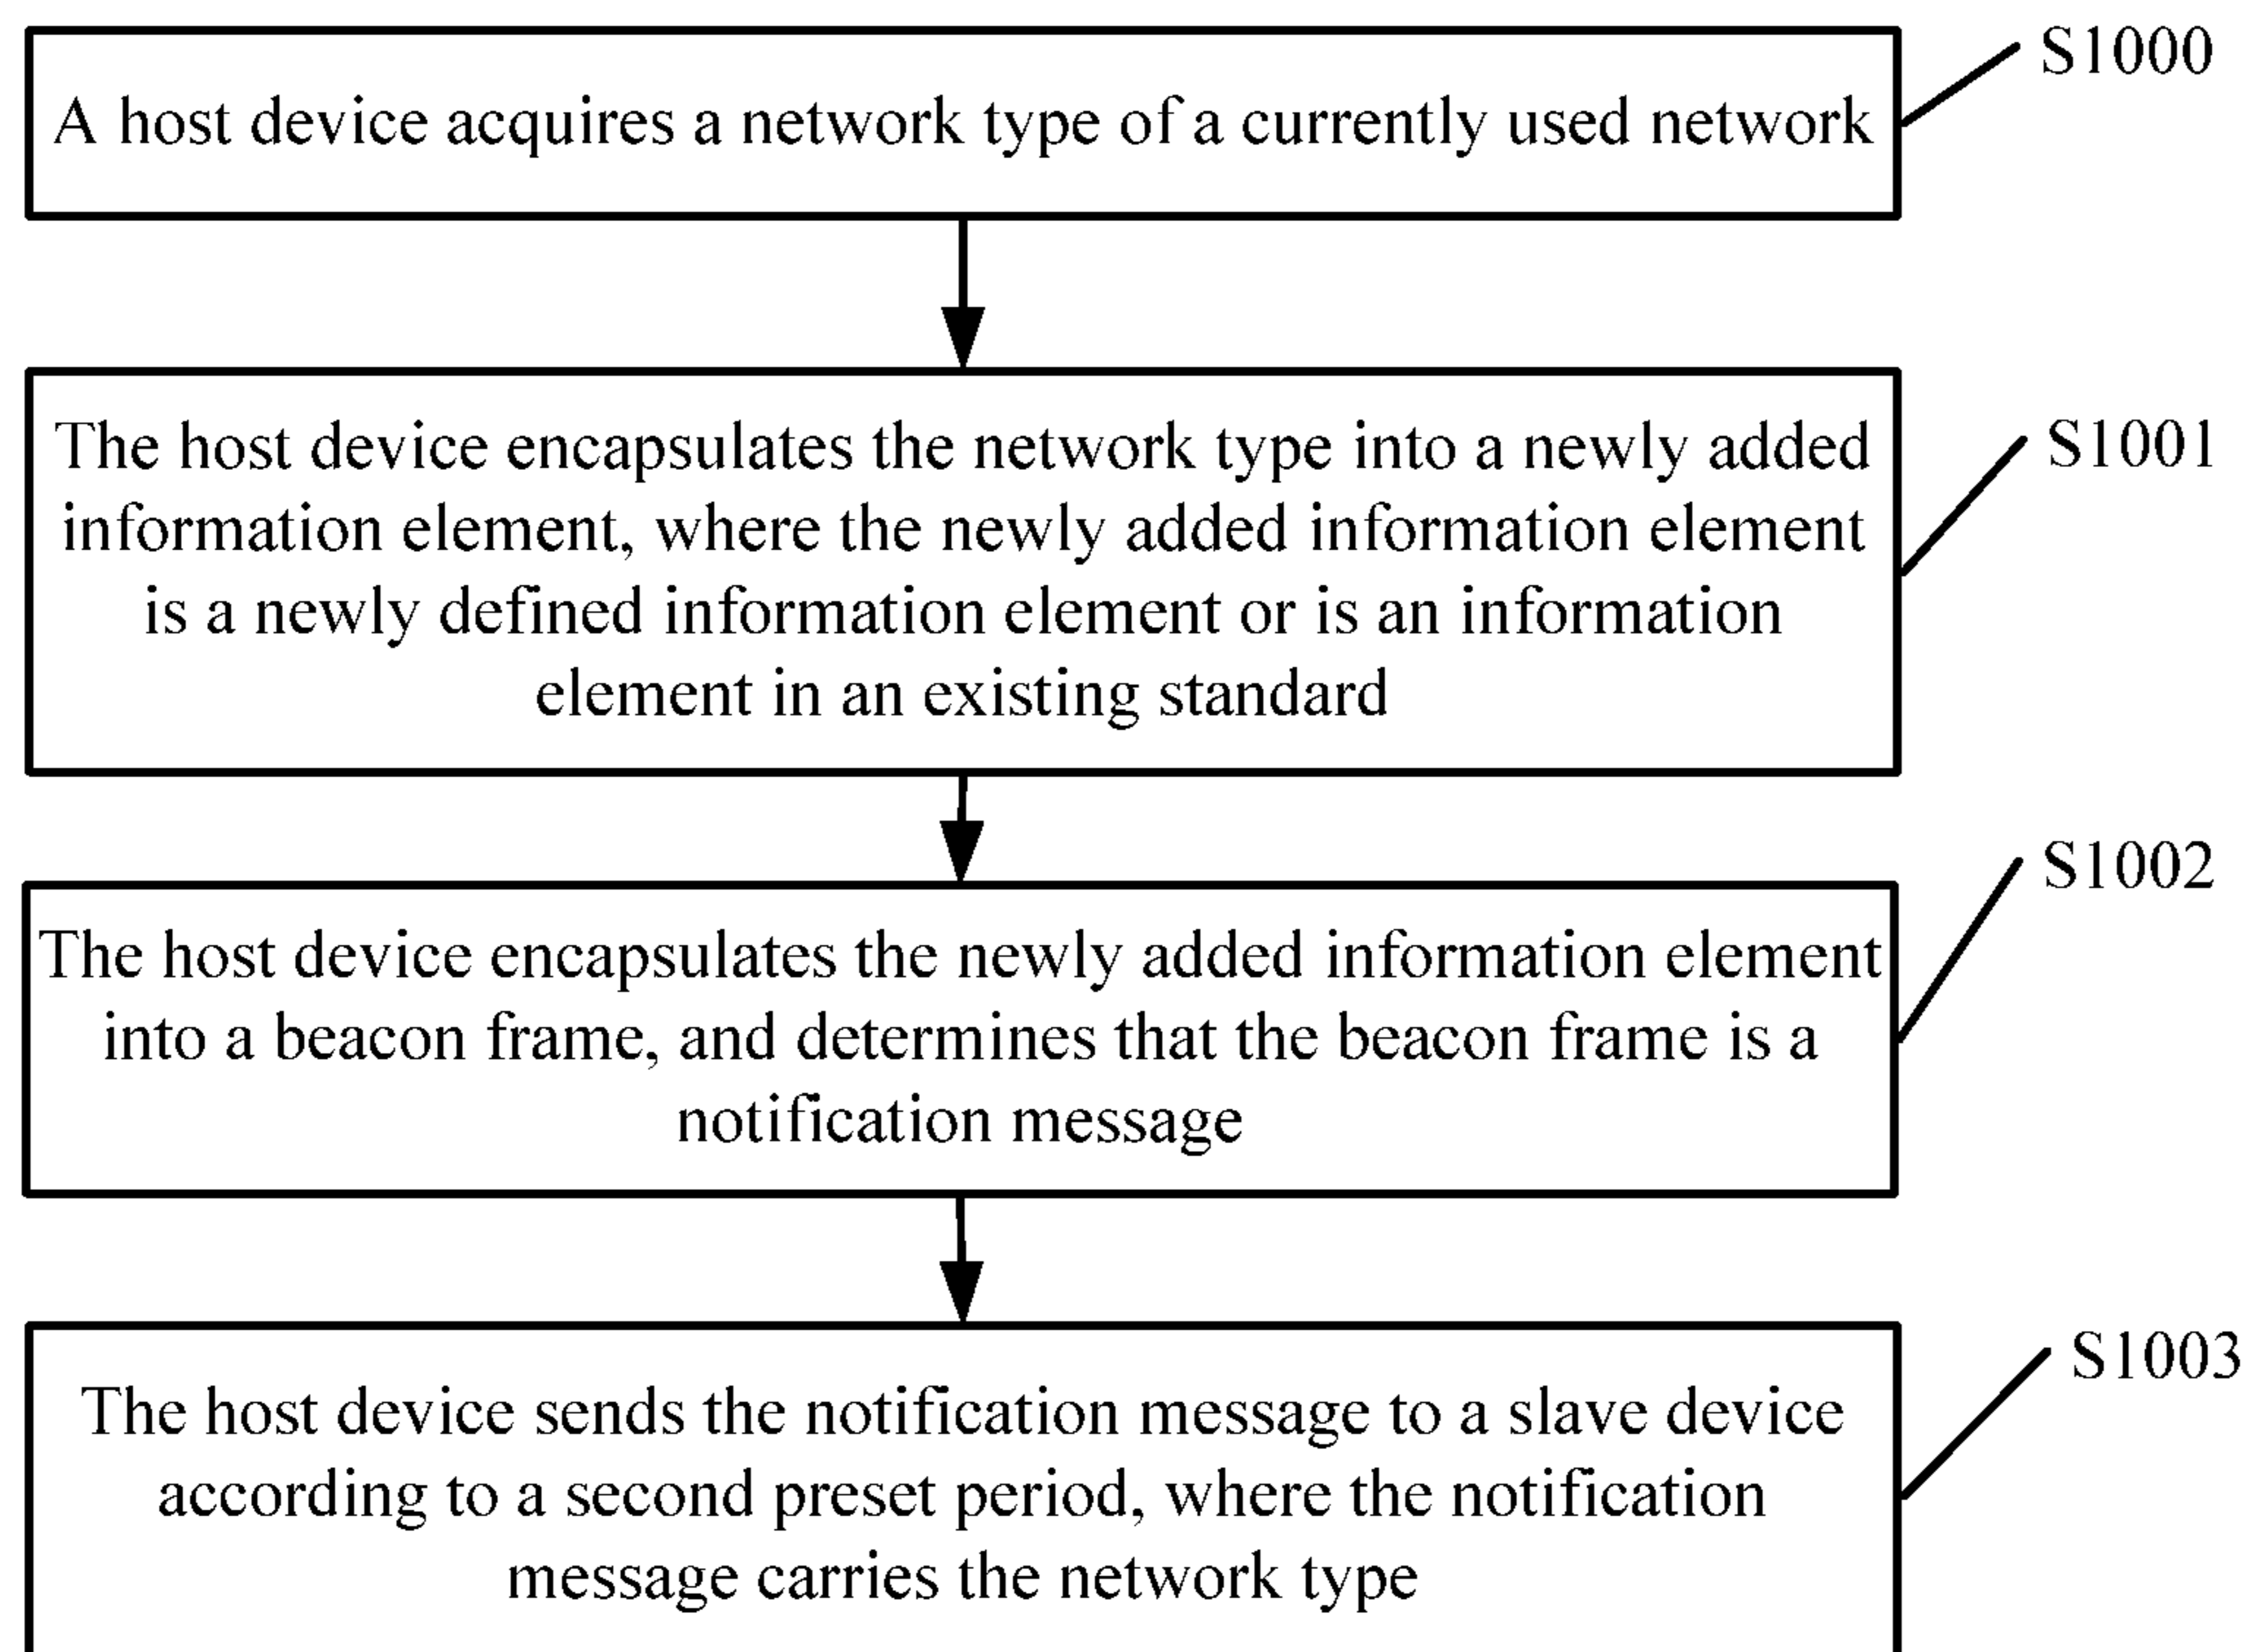 A host device acquires a network type of a currently used network
S1000
The host device encapsulates the network type into a newly added
information element, where the newly added information element
is a newly defined information element or is an information
element in an existing standard
S1001
The host device encapsulates the newly added information element
into a beacon frame, and determines that the beacon frame is a
notification message
S1002
The host device sends the notification message to a slave device
according to a second preset period, where the notification
message carries the network type
S1003